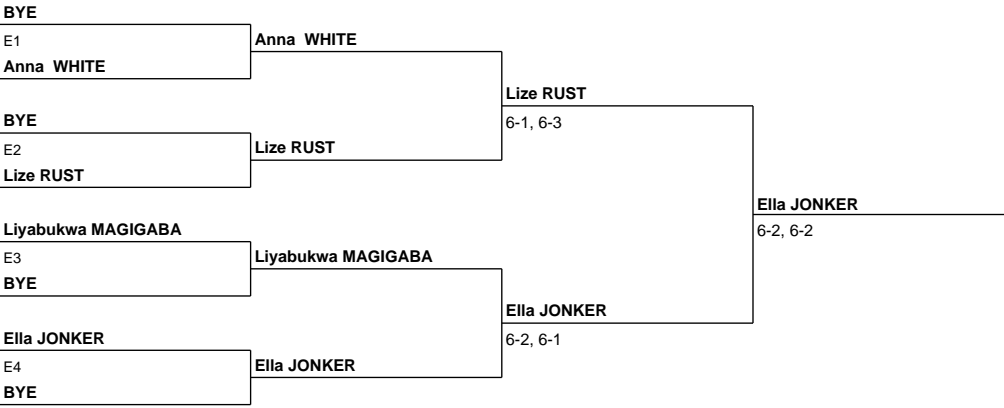 BYE
E1
Anna WHITE
Anna WHITE
BYE
E2
Lize RUST
Lize RUST
Lize RUST
6-1, 6-3
Liyabukwa MAGIGABA
E3
BYE
Liyabukwa MAGIGABA
Ella JONKER
E4
BYE
Ella JONKER
Ella JONKER
6-2, 6-1
Ella JONKER
6-2, 6-2